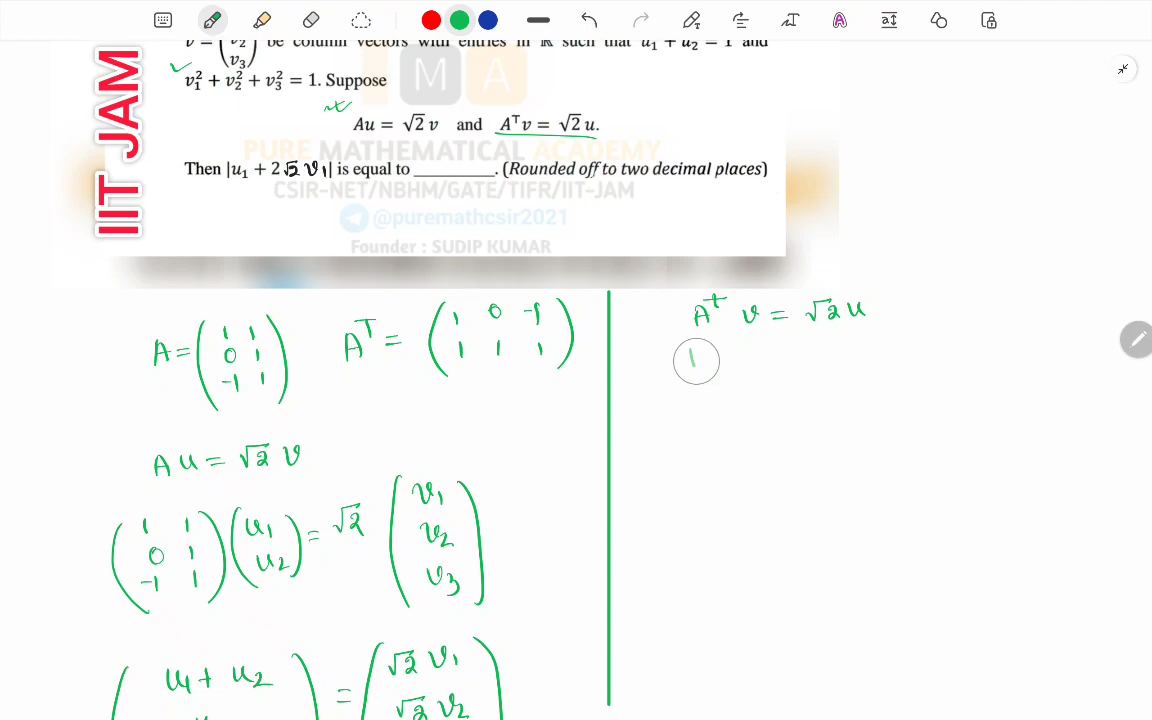 IIT JAM
v = (v2 v3) be column vectors with entries in ℝ such that u1 + u2 = 1 and
v1² + v2² + v3² = 1. Suppose
M A
Au = √2 v and Aᵀv = √2 u.
PURE MATHEMATICAL ACADEMY
Then |u1 + 2√2 v1| is equal to ________. (Rounded off to two decimal places)
CSIR-NET/NBHM/GATE/TIFR/IIT-JAM
@puremathcsir2021
Founder : SUDIP KUMAR
A = (1 1
0 1
-1 1)
Aᵀ = (1 0 -1
1 1 1)
Au = √2 v
(1 1
0 1
-1 1) (u1
u2) = √2 (v1
v2
v3)
(u1 + u2
= (√2 v1
√2 v2
Aᵗ v = √2 u